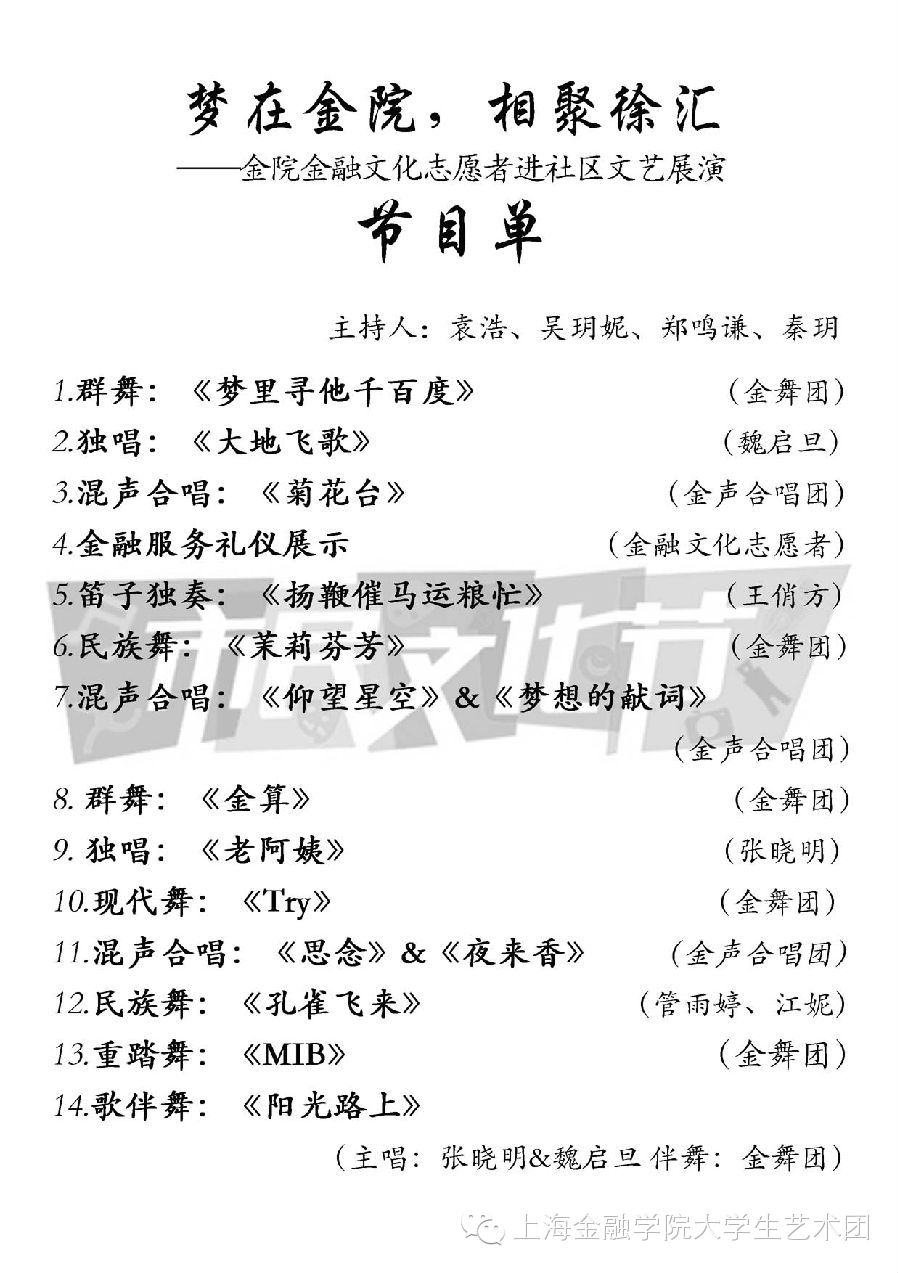 梦在金院，相聚徐汇
——金院金融文化志愿者进社区文艺展演
节目单
主持人：袁浩、吴玥妮、郑鸣谦、秦玥
1.群舞：《梦里寻他千百度》 （金舞团）
2.独唱：《大地飞歌》 （魏启旦）
3.混声合唱：《菊花台》 （金声合唱团）
4.金融服务礼仪展示 （金融文化志愿者）
5.笛子独奏：《扬鞭催马运粮忙》 （王俏方）
6.民族舞：《茉莉芬芳》 （金舞团）
7.混声合唱：《仰望星空》&《梦想的献词》
（金声合唱团）
8. 群舞：《金算》 （金舞团）
9. 独唱：《老阿姨》 （张晓明）
10.现代舞：《Try》 （金舞团）
11.混声合唱：《思念》&《夜来香》 （金声合唱团）
12.民族舞：《孔雀飞来》 （管雨婷、江妮）
13.重踏舞：《MIB》 （金舞团）
14.歌伴舞：《阳光路上》
（主唱：张晓明&魏启旦 伴舞：金舞团）
市民文化节
上海金融学院大学生艺术团